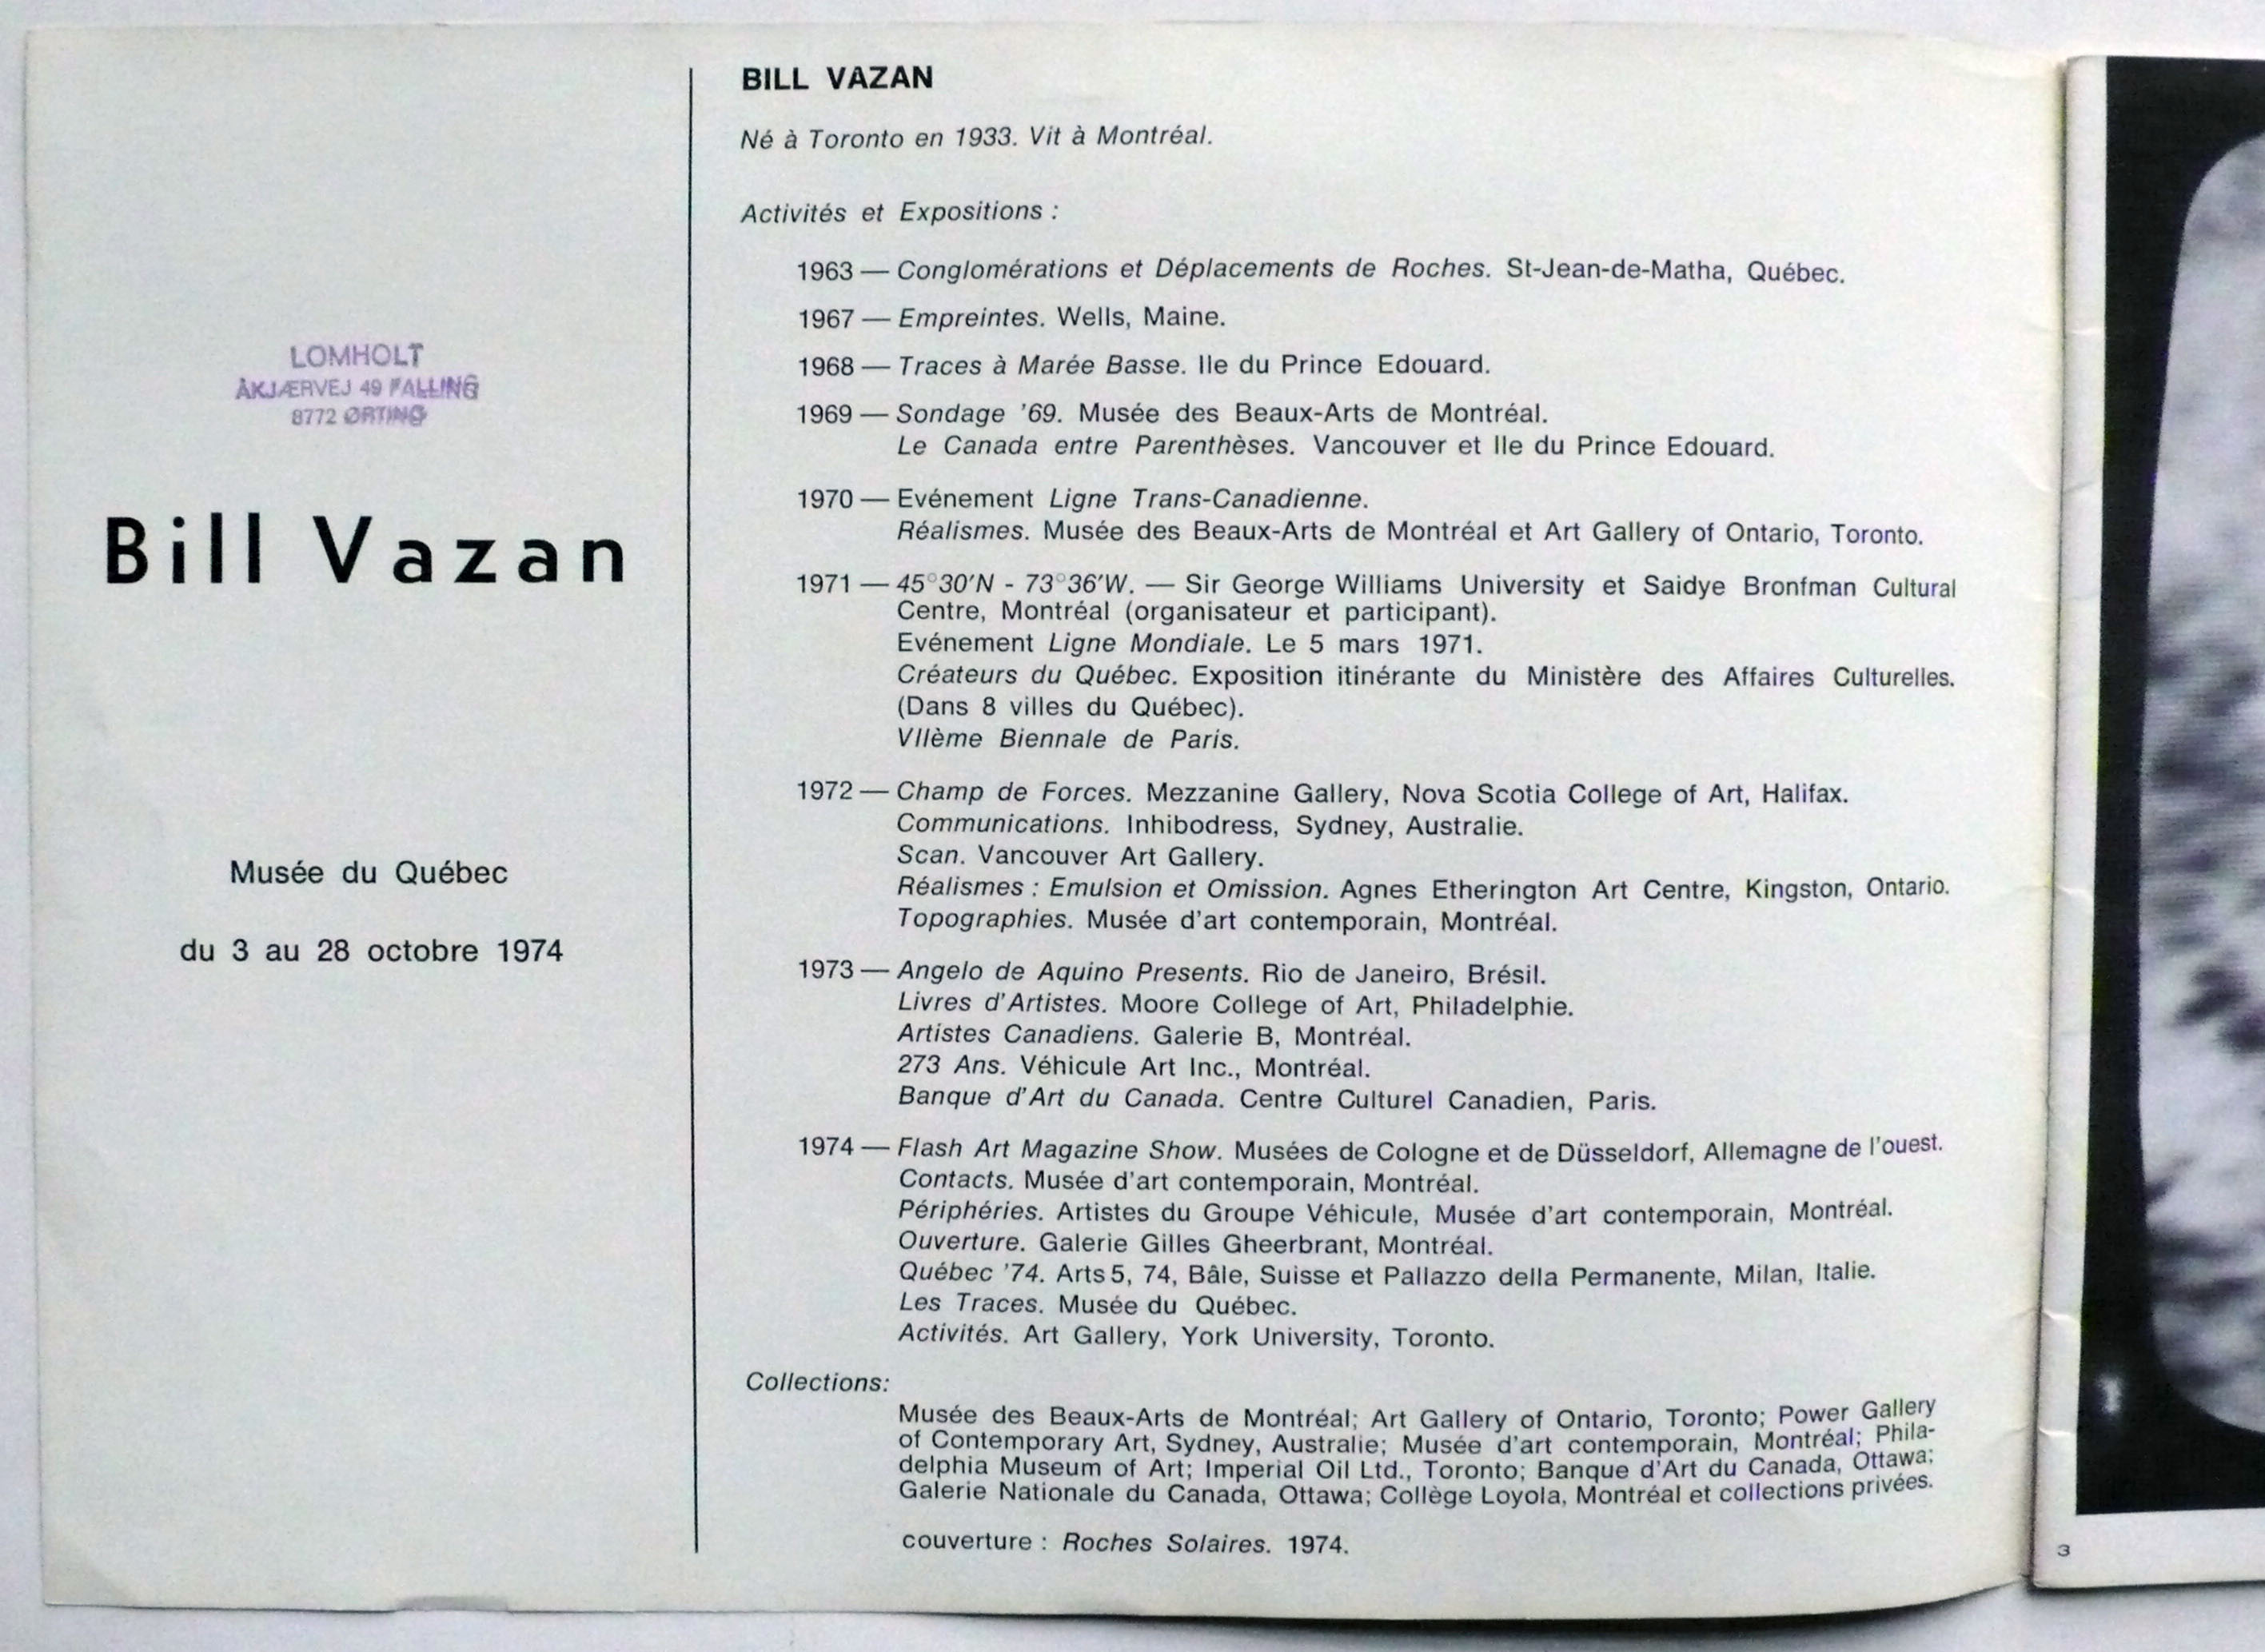 LOMHOLT
ÅKJÆRVEJ 49 FALLING
8772 ØRTING
Bill Vazan
Musée du Québec
du 3 au 28 octobre 1974
BILL VAZAN
Né à Toronto en 1933. Vit à Montréal.
Activités et Expositions :
1963 — Conglomérations et Déplacements de Roches. St-Jean-de-Matha, Québec.
1967 — Empreintes. Wells, Maine.
1968 — Traces à Marée Basse. Ile du Prince Edouard.
1969 — Sondage '69. Musée des Beaux-Arts de Montréal.
Le Canada entre Parenthèses. Vancouver et Ile du Prince Edouard.
1970 — Evénement Ligne Trans-Canadienne.
Réalismes. Musée des Beaux-Arts de Montréal et Art Gallery of Ontario, Toronto.
1971 — 45°30'N - 73°36'W. — Sir George Williams University et Saidye Bronfman Cultural
Centre, Montréal (organisateur et participant).
Evénement Ligne Mondiale. Le 5 mars 1971.
Créateurs du Québec. Exposition itinérante du Ministère des Affaires Culturelles.
(Dans 8 villes du Québec).
VIIème Biennale de Paris.
1972 — Champ de Forces. Mezzanine Gallery, Nova Scotia College of Art, Halifax.
Communications. Inhibodress, Sydney, Australie.
Scan. Vancouver Art Gallery.
Réalismes : Emulsion et Omission. Agnes Etherington Art Centre, Kingston, Ontario.
Topographies. Musée d'art contemporain, Montréal.
1973 — Angelo de Aquino Presents. Rio de Janeiro, Brésil.
Livres d'Artistes. Moore College of Art, Philadelphie.
Artistes Canadiens. Galerie B, Montréal.
273 Ans. Véhicule Art Inc., Montréal.
Banque d'Art du Canada. Centre Culturel Canadien, Paris.
1974 — Flash Art Magazine Show. Musées de Cologne et de Düsseldorf, Allemagne de l'ouest.
Contacts. Musée d'art contemporain, Montréal.
Périphéries. Artistes du Groupe Véhicule, Musée d'art contemporain, Montréal.
Ouverture. Galerie Gilles Gheerbrant, Montréal.
Québec '74. Arts 5, 74, Bâle, Suisse et Pallazzo della Permanente, Milan, Italie.
Les Traces. Musée du Québec.
Activités. Art Gallery, York University, Toronto.
Collections:
Musée des Beaux-Arts de Montréal; Art Gallery of Ontario, Toronto; Power Gallery
of Contemporary Art, Sydney, Australie; Musée d'art contemporain, Montréal; Phila-
delphia Museum of Art; Imperial Oil Ltd., Toronto; Banque d'Art du Canada, Ottawa;
Galerie Nationale du Canada, Ottawa; Collège Loyola, Montréal et collections privées.
couverture : Roches Solaires. 1974.
3